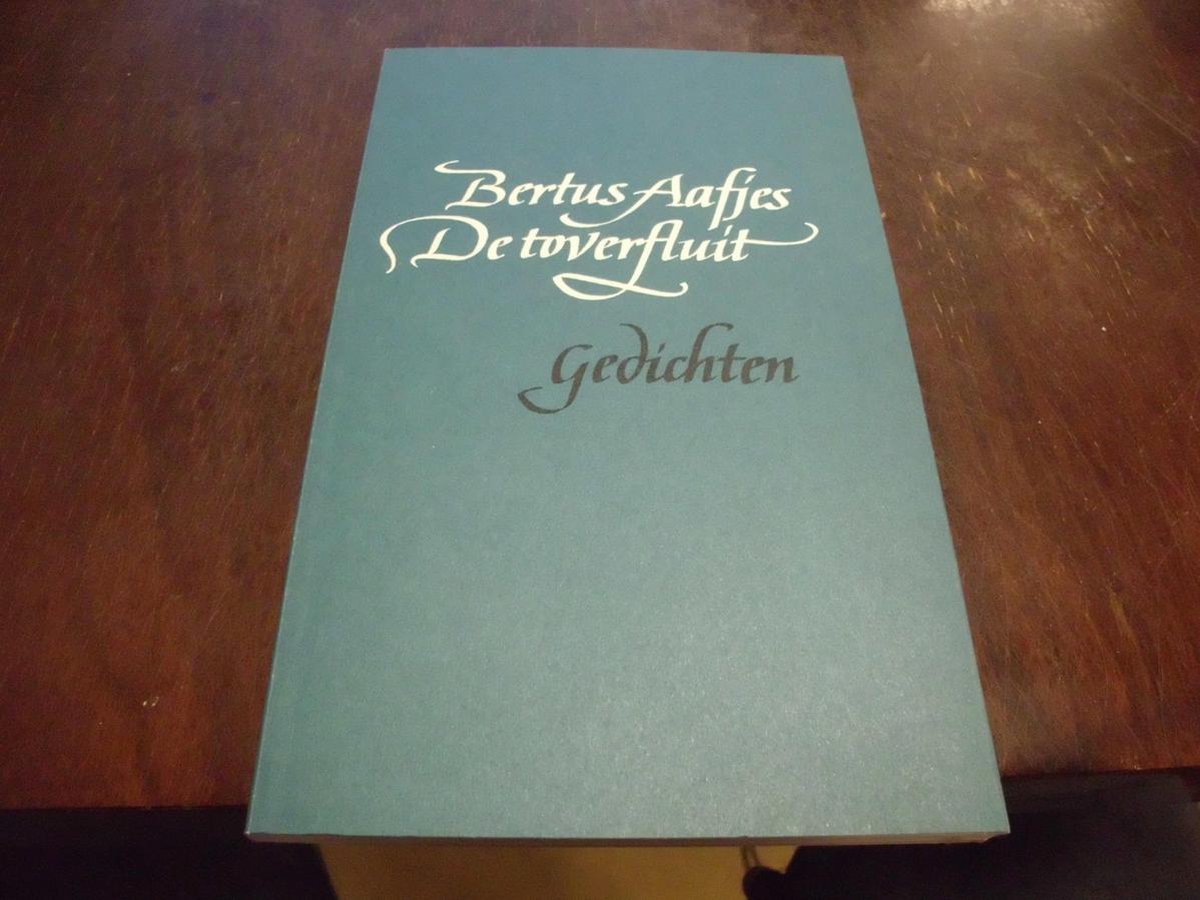 Bertus Aafjes
De toverfluit
Gedichten